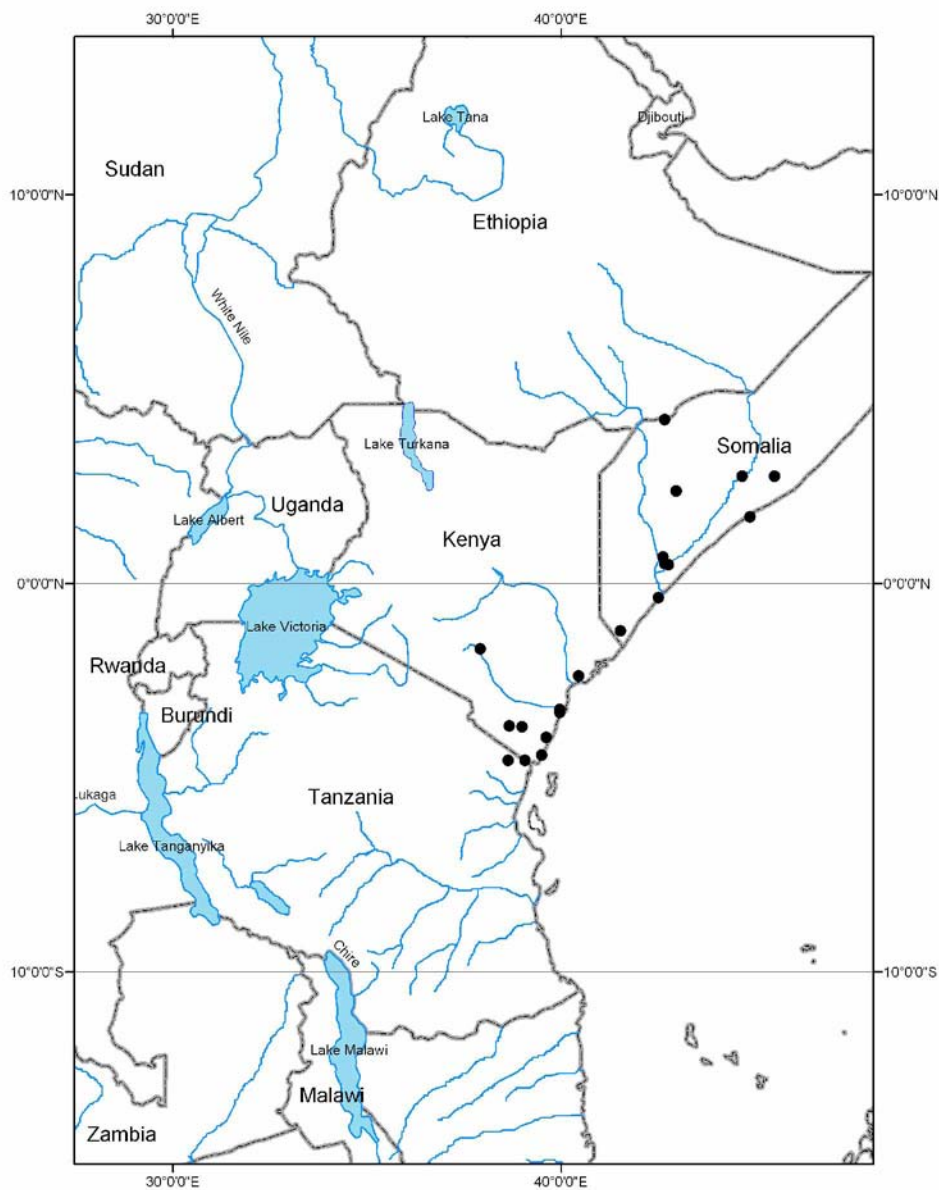 30°0'0"E 40°0'0"E
Lake Tana
Djibouti
Sudan
10°0'0"N 10°0'0"N
Ethiopia
White Nile
Lake Turkana
Somalia
Uganda
Lake Albert
Kenya
0°0'0"N 0°0'0"N
Lake Victoria
Rwanda
Burundi
Lukaga
Tanzania
Lake Tanganyika
Chire
10°0'0"S 10°0'0"S
Lake Malawi
Malawi
Zambia
30°0'0"E 40°0'0"E